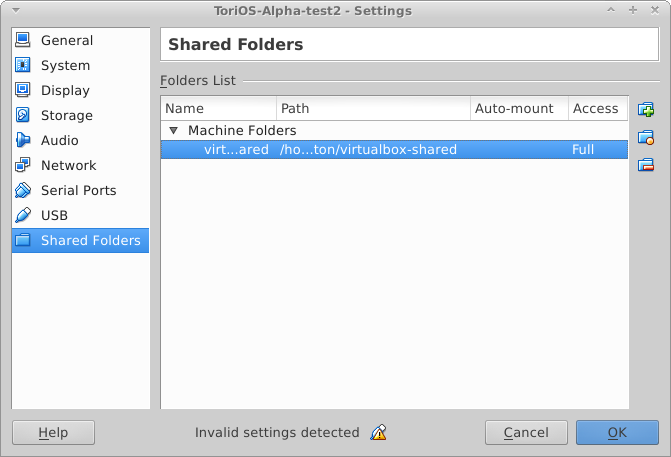 ToriOS-Alpha-test2 - Settings
General
System
Display
Storage
Audio
Network
Serial Ports
USB
Shared Folders
Shared Folders
Folders List
Name Path Auto-mount Access
Machine Folders
virt...ared /ho...ton/virtualbox-shared Full
Help Invalid settings detected Cancel OK